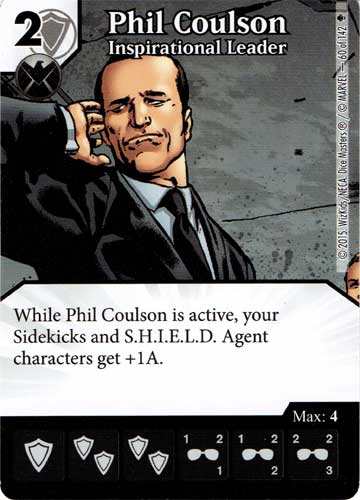 2
Phil Coulson
Inspirational Leader
© 2015 WizKids/NECA. Dice Masters ® / © MARVEL — 60 of 142
While Phil Coulson is active, your
Sidekicks and S.H.I.E.L.D. Agent
characters get +1A.
Max: 4
1 2 1 2 2 2
1 2 3